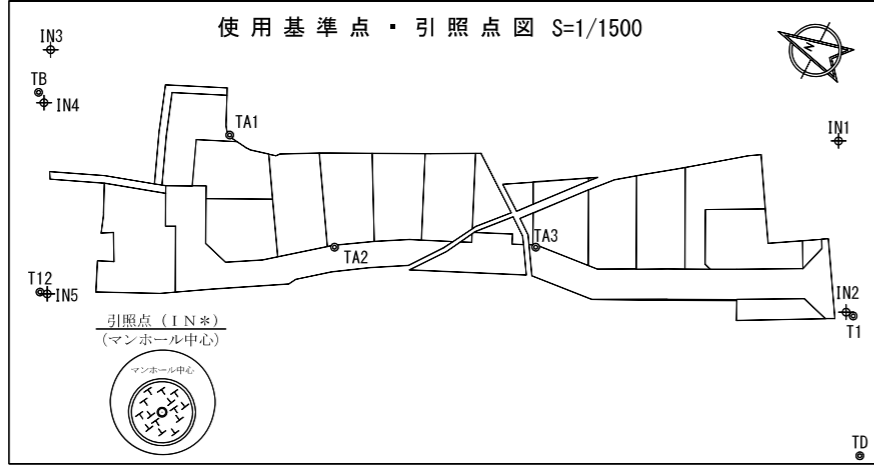 使用基準点・引照点図 S=1/1500
IN3
TB
IN4
TA1
N
IN1
TA2
TA3
T12
IN5
IN2
T1
引照点（IN*）
(マンホール中心)
マンホール中心
TD